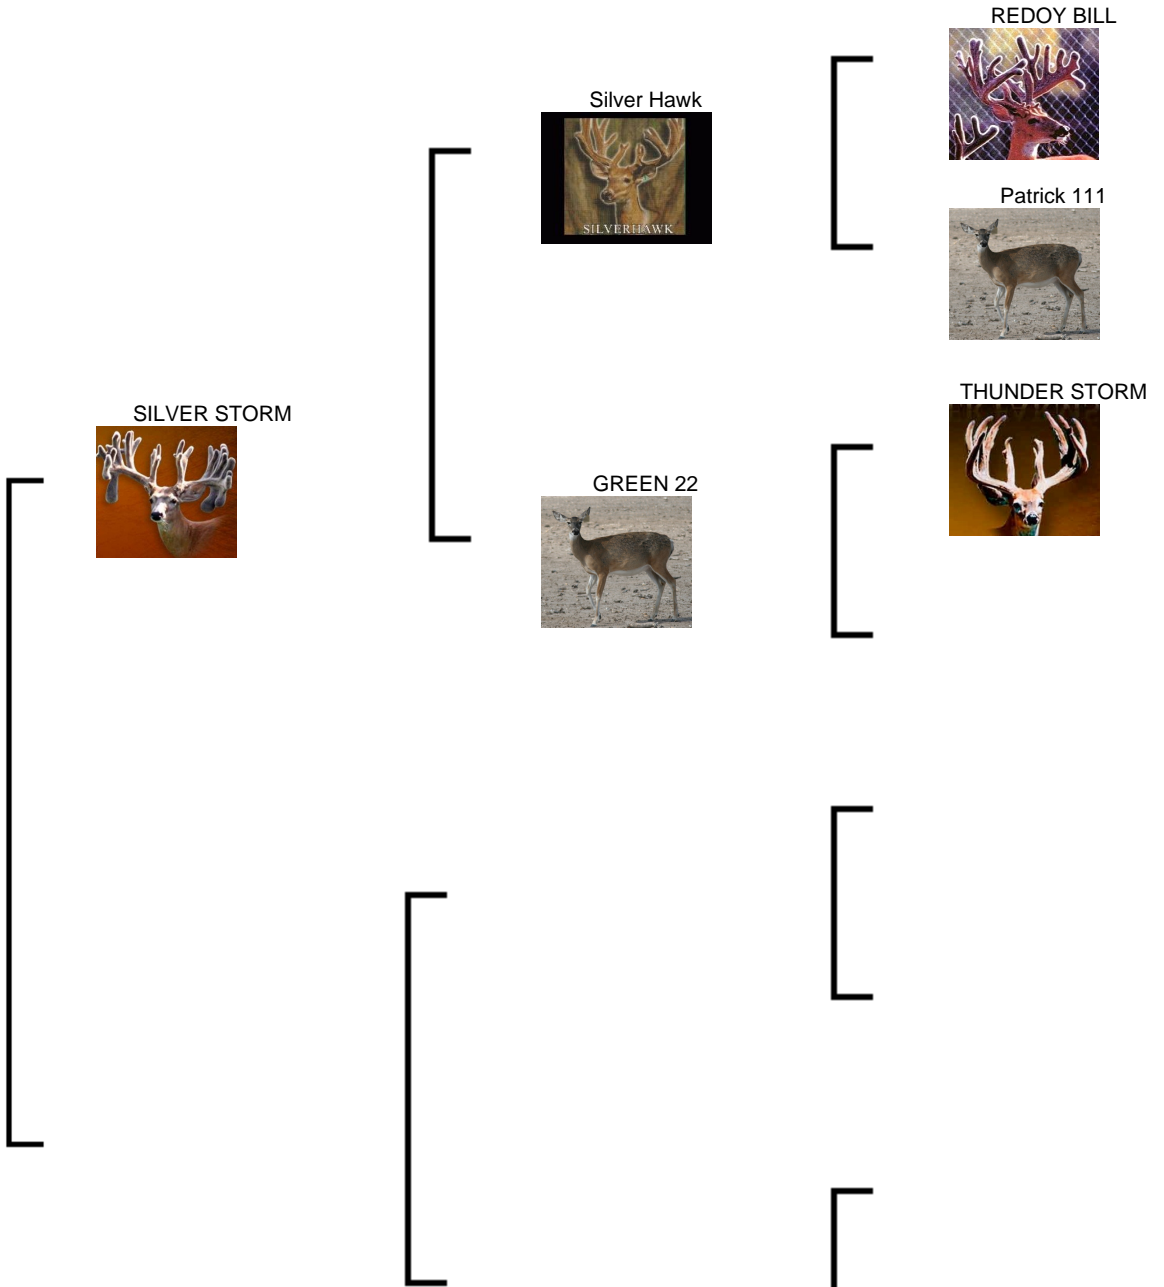 REDOY BILL
Silver Hawk
SILVERHAWK
Patrick 111
THUNDER STORM
SILVER STORM
GREEN 22